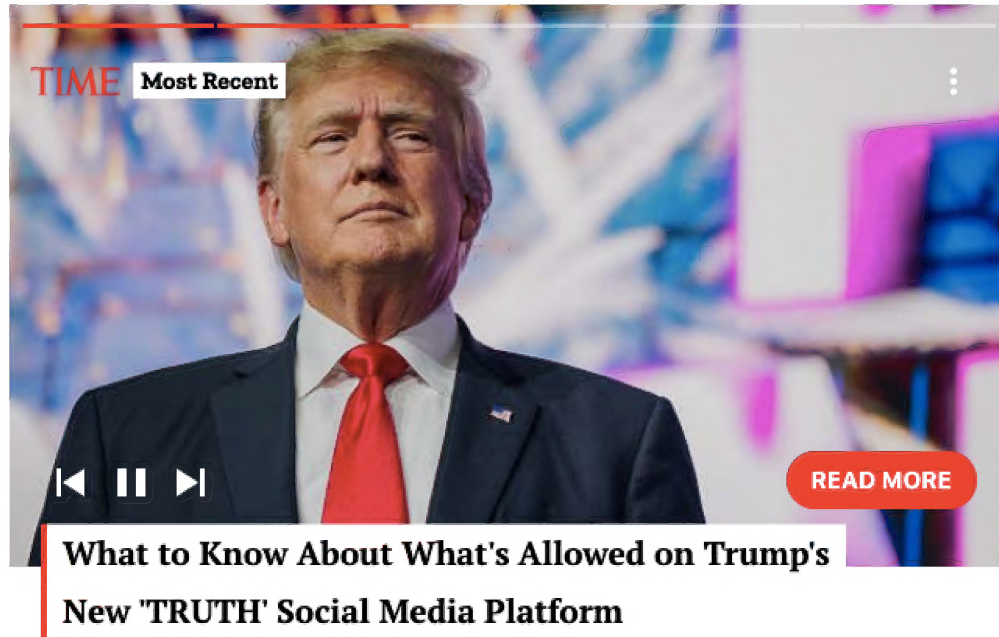 TIME Most Recent
READ MORE
What to Know About What's Allowed on Trump's
New 'TRUTH' Social Media Platform